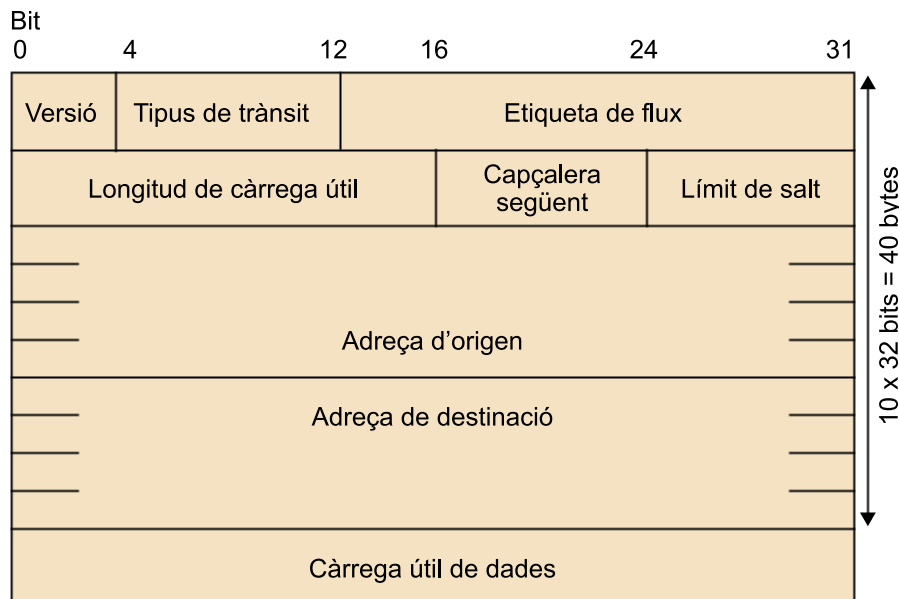 Bit
0 4 12 16 24 31
Versió Tipus de trànsit Etiqueta de flux
Longitud de càrrega útil Capçalera següent Límit de salt
Adreça d’origen
Adreça de destinació
Càrrega útil de dades
10 x 32 bits = 40 bytes